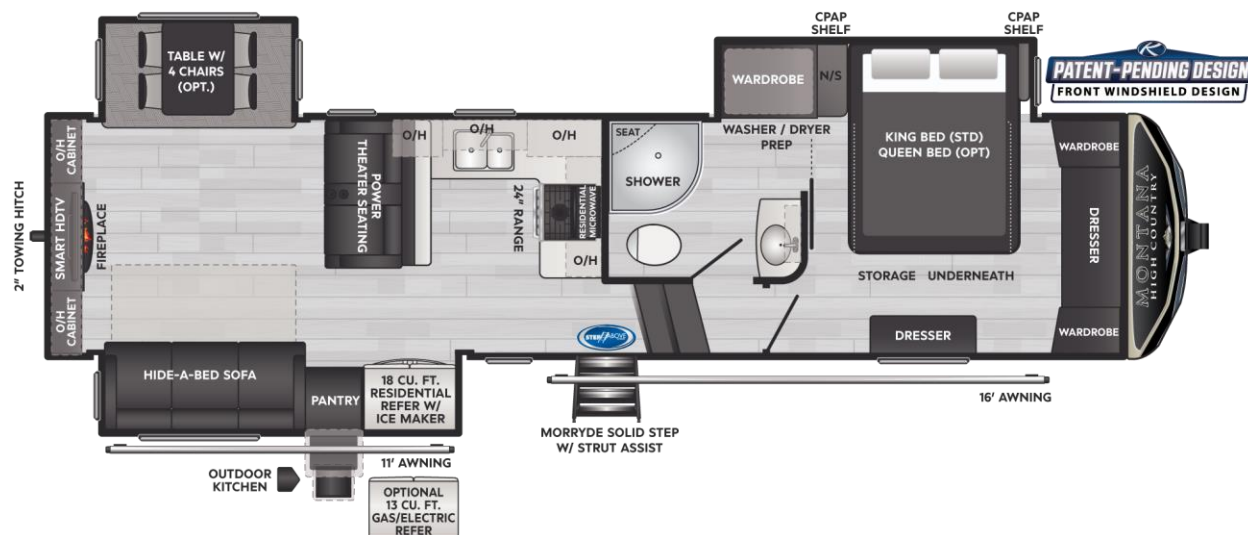 CPAP
SHELF
CPAP
SHELF
PATENT-PENDING DESIGN
FRONT WINDSHIELD DESIGN
TABLE W/
4 CHAIRS
(OPT.)
WARDROBE
N/S
O/H
CABINET
O/H
O/H
O/H
SEAT
SHOWER
WASHER / DRYER
PREP
KING BED (STD)
QUEEN BED (OPT)
WARDROBE
2" TOWING HITCH
SMART HDTV
FIREPLACE
POWER
THEATER SEATING
24" RANGE
RESIDENTIAL
MICROWAVE
O/H
DRESSER
MONTANA
HIGH COUNTRY
STORAGE UNDERNEATH
O/H
CABINET
STEP ABOVE
DRESSER
WARDROBE
HIDE-A-BED SOFA
PANTRY
18 CU. FT.
RESIDENTIAL
REFER W/
ICE MAKER
16' AWNING
MORRYDE SOLID STEP
W/ STRUT ASSIST
11' AWNING
OUTDOOR
KITCHEN
OPTIONAL
13 CU. FT.
GAS/ELECTRIC
REFER